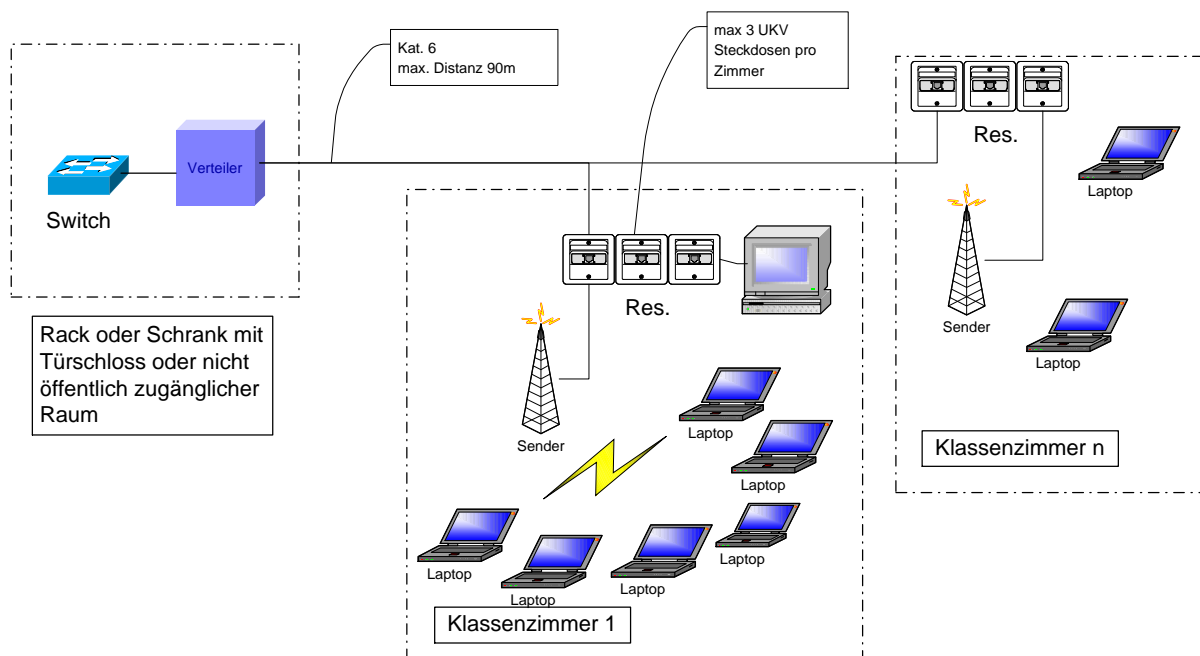 Kat. 6
max. Distanz 90m
max 3 UKV
Steckdosen pro
Zimmer
Verteiler
Switch
Rack oder Schrank mit
Türschloss oder nicht
öffentlich zugänglicher
Raum
Res.
Laptop
Sender
Laptop
Klassenzimmer n
Res.
Sender
Laptop
Laptop
Laptop
Laptop
Laptop
Laptop
Klassenzimmer 1